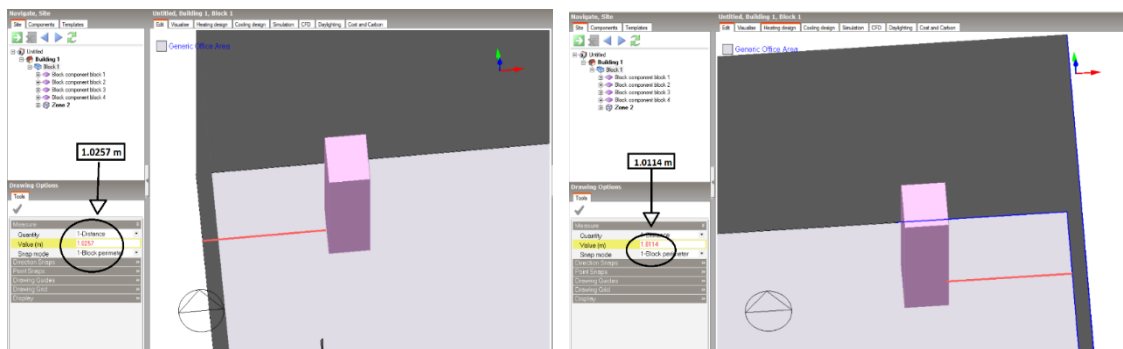 Navigate, Site
Site Components Templates
Untitled
Building 1
Block 1
Block component block 1
Block component block 2
Block component block 3
Block component block 4
Zone 2
1.0257 m
Drawing Options
Tools
Measure
Quantity 1-Distance
Value (m) 1.0257
Snap mode 1-Block perimeter
Direction Snaps
Point Snaps
Drawing Guides
Drawing Grid
Display
Untitled, Building 1, Block 1
Edit Visualise Heating design Cooling design Simulation CFD Daylighting Cost and Carbon
Generic Office Area
Navigate, Site
Site Components Templates
Untitled
Building 1
Block 1
Block component block 1
Block component block 2
Block component block 3
Block component block 4
Zone 2
1.0114 m
Drawing Options
Tools
Measure
Quantity 1-Distance
Value (m) 1.0114
Snap mode 1-Block perimeter
Direction Snaps
Point Snaps
Drawing Guides
Drawing Grid
Display
Untitled, Building 1, Block 1
Edit Visualise Heating design Cooling design Simulation CFD Daylighting Cost and Carbon
Generic Office Area